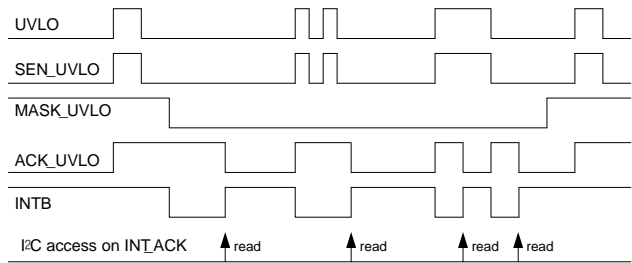 UVLO
SEN_UVLO
MASK_UVLO
ACK_UVLO
INTB
I2C access on INT_ACK read read read read